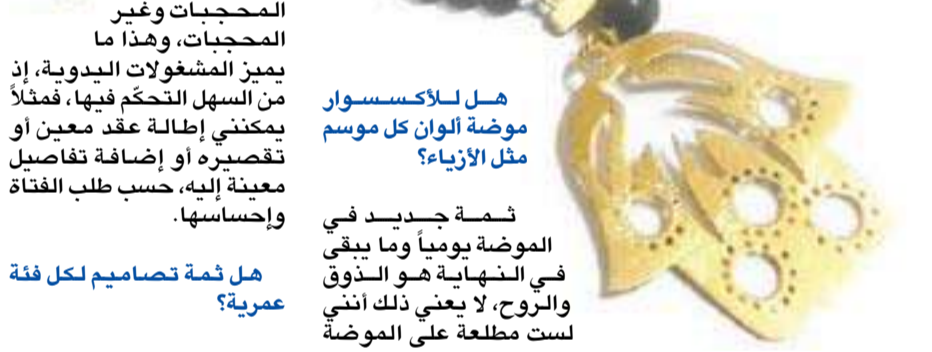 هل للأكسسوار
موضة ألوان كل موسم
مثل الأزياء؟
ثمة جديد في
الموضة يومياً وما يبقى
في النهاية هو الذوق
والروح، لا يعني ذلك أنني
لست مطلعة على الموضة
المحجبات وغير
المحجبات، وهذا ما
يميز المشغولات اليدوية، إذ
من السهل التحكّم فيها، فمثلاً
يمكنني إطالة عقد معين أو
تقصيره أو إضافة تفاصيل
معينة إليه، حسب طلب الفتاة
وإحساسها.
هل ثمة تصاميم لكل فئة
عمرية؟